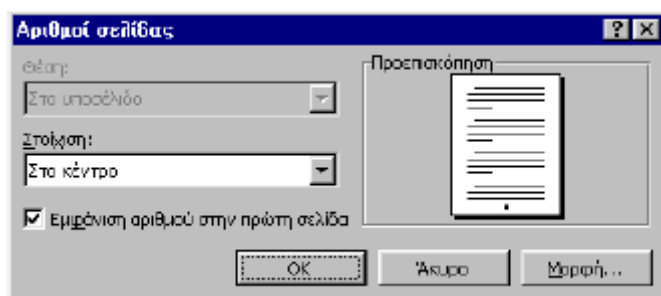 Αριθμοί σελίδας
Θέση:
Στο υποσέλιδο
Στοίχιση:
Στο κέντρο
Εμφάνιση αριθμού στην πρώτη σελίδα
Προεπισκόπηση
OK
Άκυρο
Μορφή...